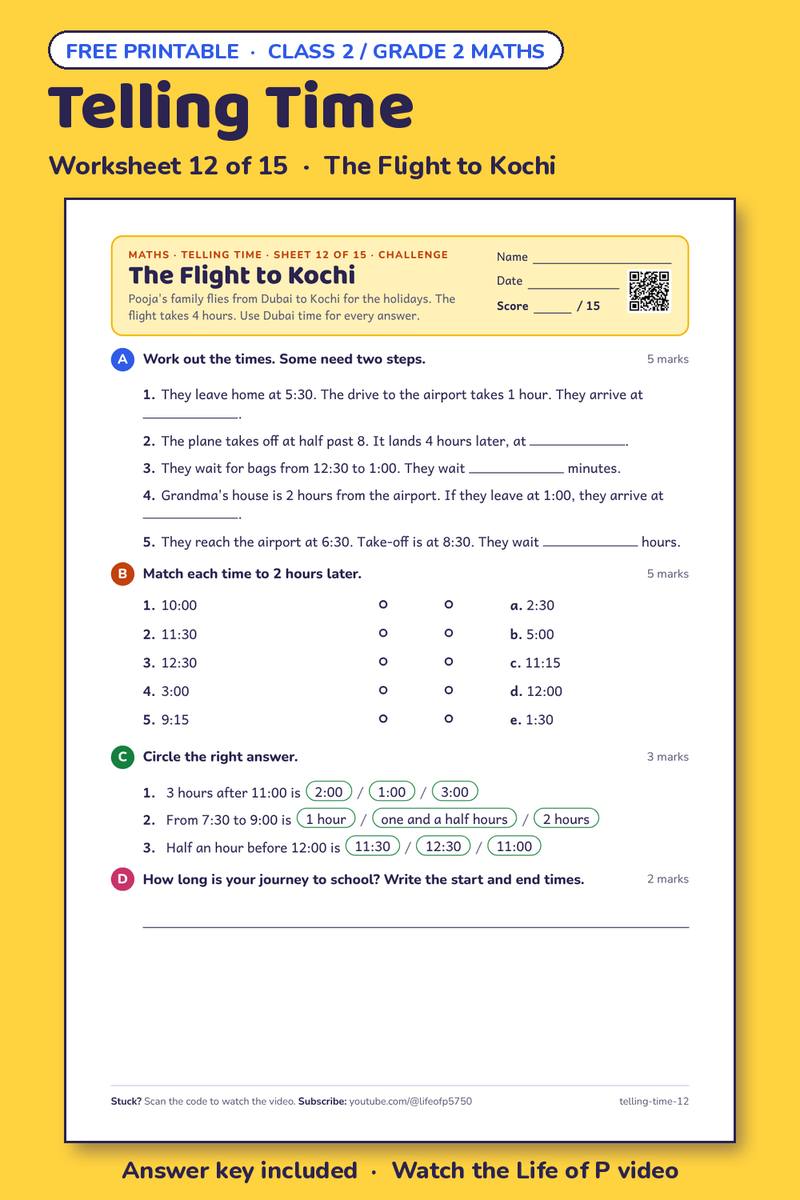 FREE PRINTABLE · CLASS 2 / GRADE 2 MATHS
Telling Time
Worksheet 12 of 15 · The Flight to Kochi
MATHS · TELLING TIME · SHEET 12 OF 15 · CHALLENGE
The Flight to Kochi
Pooja's family flies from Dubai to Kochi for the holidays. The
flight takes 4 hours. Use Dubai time for every answer.
Name
Date
Score / 15
A Work out the times. Some need two steps. 5 marks
1. They leave home at 5:30. The drive to the airport takes 1 hour. They arrive at
.
2. The plane takes off at half past 8. It lands 4 hours later, at .
3. They wait for bags from 12:30 to 1:00. They wait minutes.
4. Grandma's house is 2 hours from the airport. If they leave at 1:00, they arrive at
.
5. They reach the airport at 6:30. Take-off is at 8:30. They wait hours.
B Match each time to 2 hours later. 5 marks
1. 10:00 a. 2:30
2. 11:30 b. 5:00
3. 12:30 c. 11:15
4. 3:00 d. 12:00
5. 9:15 e. 1:30
C Circle the right answer. 3 marks
1. 3 hours after 11:00 is 2:00 / 1:00 / 3:00
2. From 7:30 to 9:00 is 1 hour / one and a half hours / 2 hours
3. Half an hour before 12:00 is 11:30 / 12:30 / 11:00
D How long is your journey to school? Write the start and end times. 2 marks
Stuck? Scan the code to watch the video. Subscribe: youtube.com/@lifeofp5750 telling-time-12
Answer key included · Watch the Life of P video